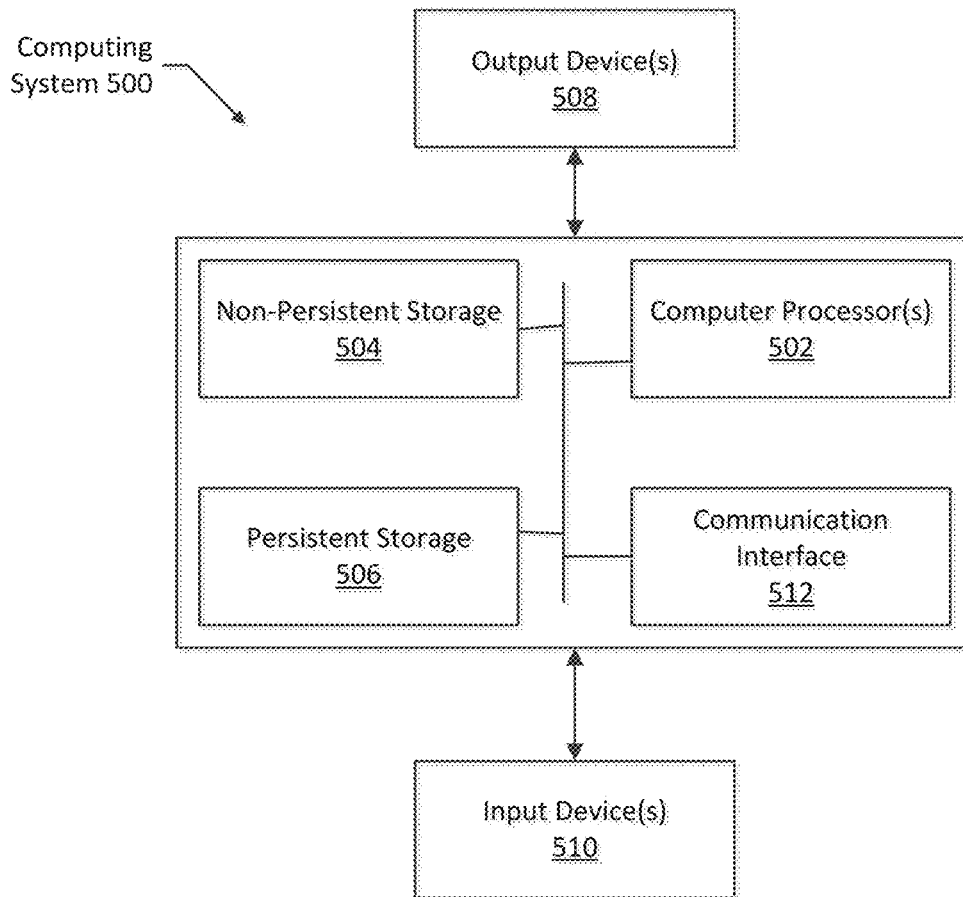 Computing
System 500
Output Device(s)
508
Non-Persistent Storage
504
Computer Processor(s)
502
Persistent Storage
506
Communication
Interface
512
Input Device(s)
510